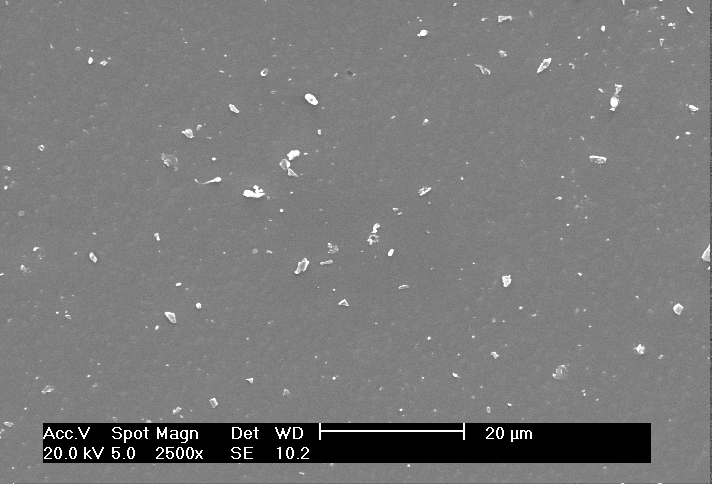 Acc.V Spot Magn Det WD 20 µm
20.0 kV 5.0 2500x SE 10.2